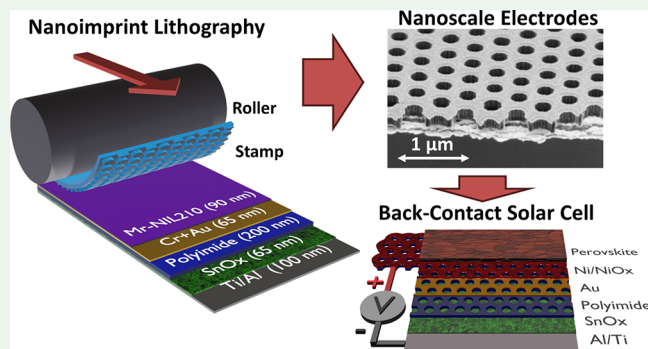 Nanoimprint Lithography
Roller
Stamp
Mr-NIL210 (90 nm)
Cr+Au (65 nm)
Polyimide (200 nm)
SnOx (65 nm)
Ti/Al (100 nm)
Nanoscale Electrodes
1 μm
Back-Contact Solar Cell
Perovskite
Ni/NiOx
Au
Polyimide
SnOx
Al/Ti
+
V
-